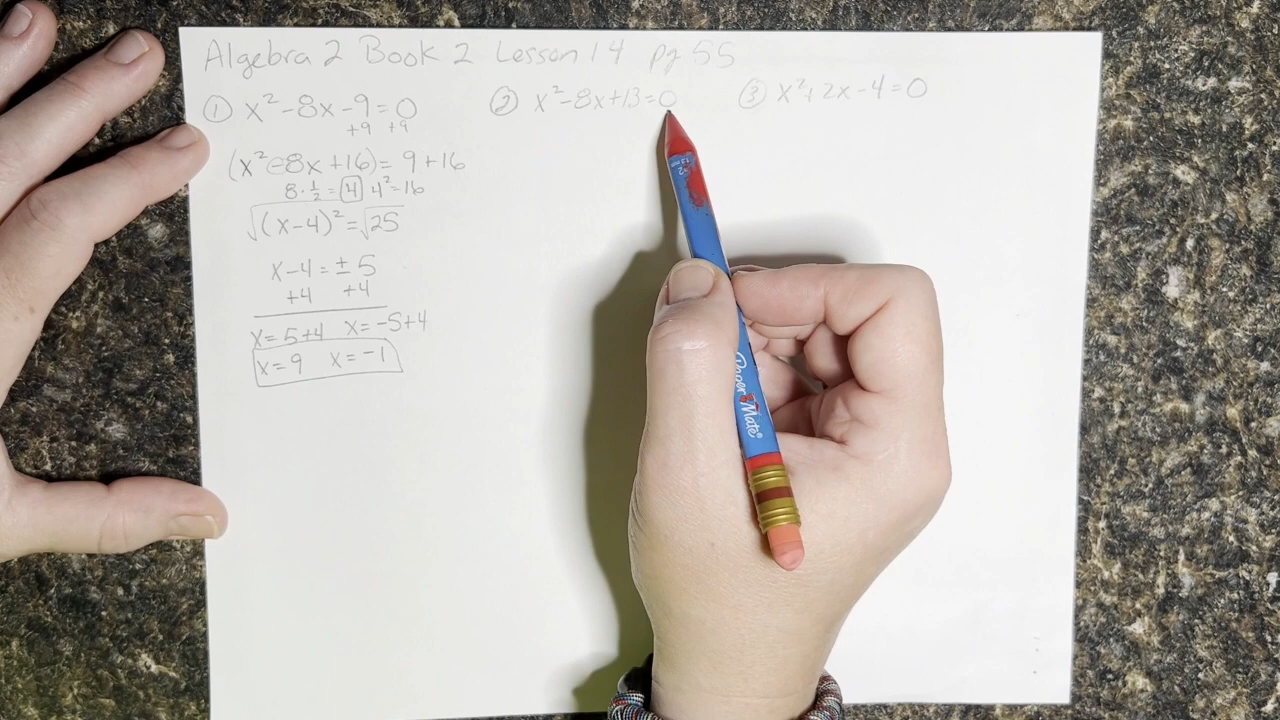 Algebra 2 Book 2 Lesson 14 pg 55
① x²-8x-9=0
+9 +9
(x²-8x+16)=9+16
8·½=4 4²=16
√(x-4)²=√25
x-4=±5
+4 +4
x=5+4 x=-5+4
x=9 x=-1
② x²-8x+13=0
③ x²+2x-4=0
Paper Mate®